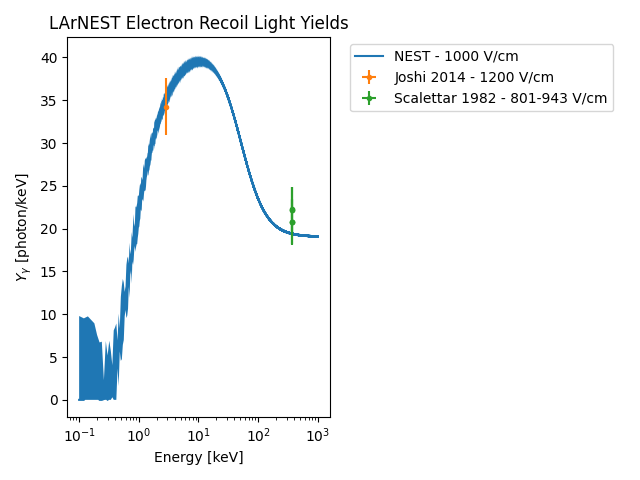 LArNEST Electron Recoil Light Yields
NEST - 1000 V/cm
Joshi 2014 - 1200 V/cm
Scalettar 1982 - 801-943 V/cm
Yγ [photon/keV]
40
35
30
25
20
15
10
5
0
10⁻¹ 10⁰ 10¹ 10² 10³
Energy [keV]